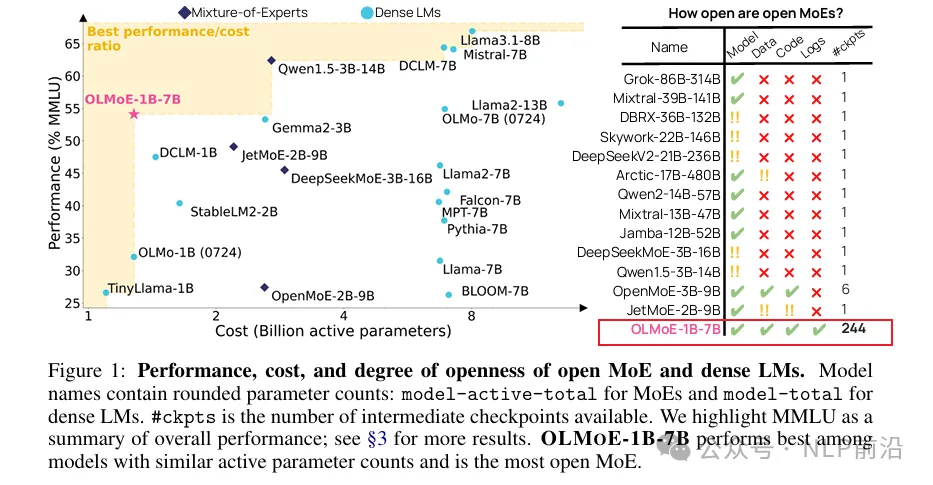 Mixture-of-Experts
Dense LMs
Best performance/cost
ratio
Performance (% MMLU)
65
60
55
50
45
40
35
30
25
Llama3.1-8B
Mistral-7B
DCLM-7B
Qwen1.5-3B-14B
OLMoE-1B-7B
Llama2-13B
OLMo-7B (0724)
Gemma2-3B
DCLM-1B
JetMoE-2B-9B
DeepSeekMoE-3B-16B
Llama2-7B
StableLM2-2B
Falcon-7B
MPT-7B
Pythia-7B
OLMo-1B (0724)
Llama-7B
TinyLlama-1B
OpenMoE-2B-9B
BLOOM-7B
1
2
4
8
Cost (Billion active parameters)
How open are open MoEs?
Name Model Data Code Logs #ckpts
Grok-86B-314B ✔ ✖ ✖ ✖ 1
Mixtral-39B-141B ✔ ✖ ✖ ✖ 1
DBRX-36B-132B !! ✖ ✖ ✖ 1
Skywork-22B-146B !! ✖ ✖ ✖ 1
DeepSeekV2-21B-236B !! ✖ ✖ ✖ 1
Arctic-17B-480B ✔ !! ✖ ✖ 1
Qwen2-14B-57B ✔ ✖ ✖ ✖ 1
Mixtral-13B-47B ✔ ✖ ✖ ✖ 1
Jamba-12B-52B ✔ ✖ ✖ ✖ 1
DeepSeekMoE-3B-16B !! ✖ ✖ ✖ 1
Qwen1.5-3B-14B !! ✖ ✖ ✖ 1
OpenMoE-3B-9B ✔ ✔ ✔ ✖ 6
JetMoE-2B-9B ✔ !! !! ✖ 1
OLMoE-1B-7B ✔ ✔ ✔ ✔ 244
Figure 1: Performance, cost, and degree of openness of open MoE and dense LMs. Model
names contain rounded parameter counts: model-active-total for MoEs and model-total for
dense LMs. #ckpts is the number of intermediate checkpoints available. We highlight MMLU as a
summary of overall performance; see §3 for more results. OLMOE-1B-7B performs best among
models with similar active parameter counts and is the most open MoE.
公众号 · NLP前沿